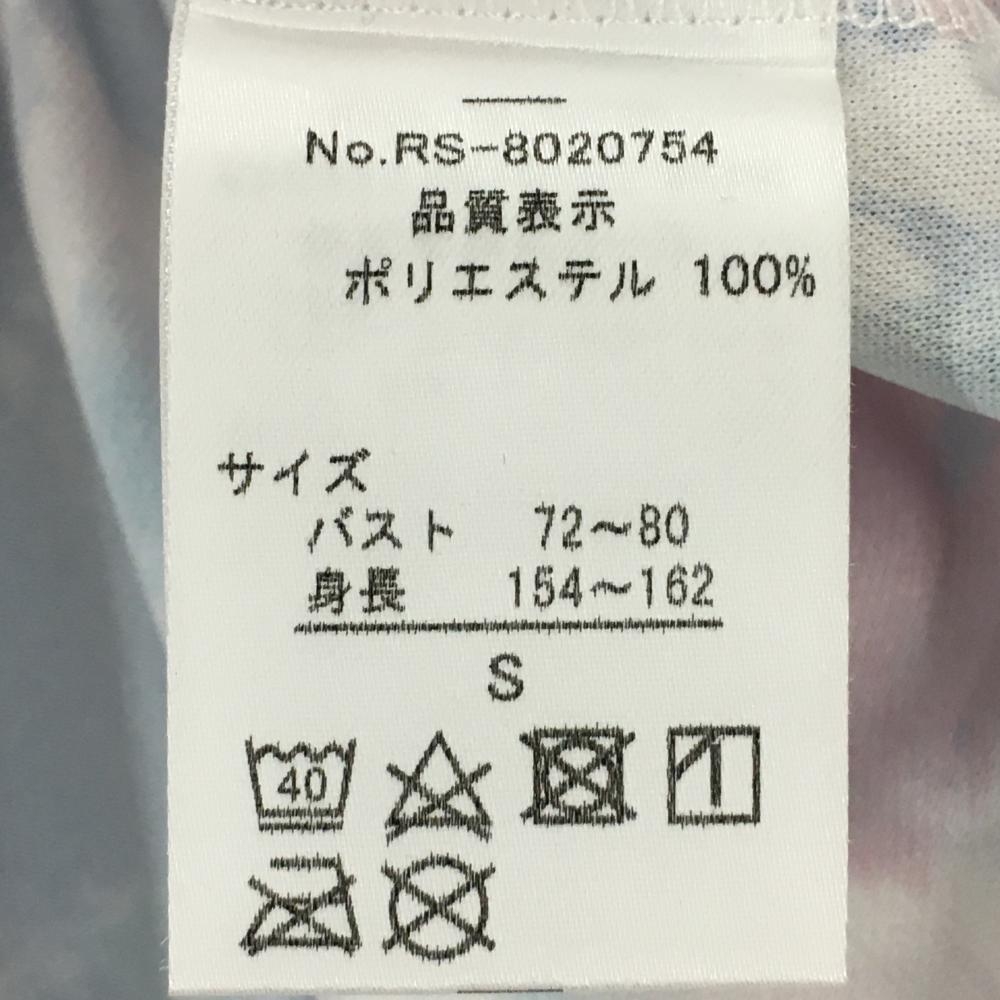 No.RS-8020754
品質表示
ポリエステル 100%
サイズ
バスト 72～80
身長 154～162
S
40